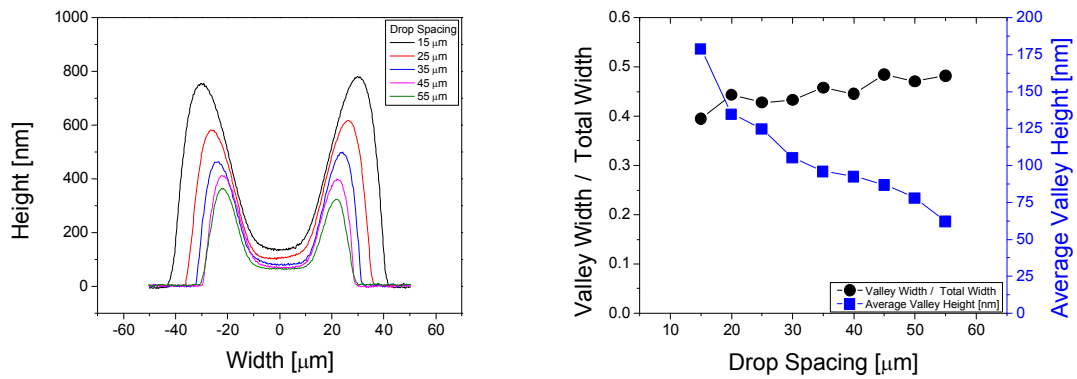 1000
800
600
400
200
0
Height [nm]
-60 -40 -20 0 20 40 60
Width [μm]
Drop Spacing
15 μm
25 μm
35 μm
45 μm
55 μm
0.6
0.5
0.4
0.3
0.2
0.1
0.0
Valley Width / Total Width
10 20 30 40 50 60
Drop Spacing [μm]
Valley Width / Total Width
Average Valley Height [nm]
200
175
150
125
100
75
50
25
0
Average Valley Height [nm]